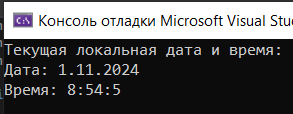 Консоль отладки Microsoft Visual Stu
Текущая локальная дата и время:
Дата: 1.11.2024
Время: 8:54:5